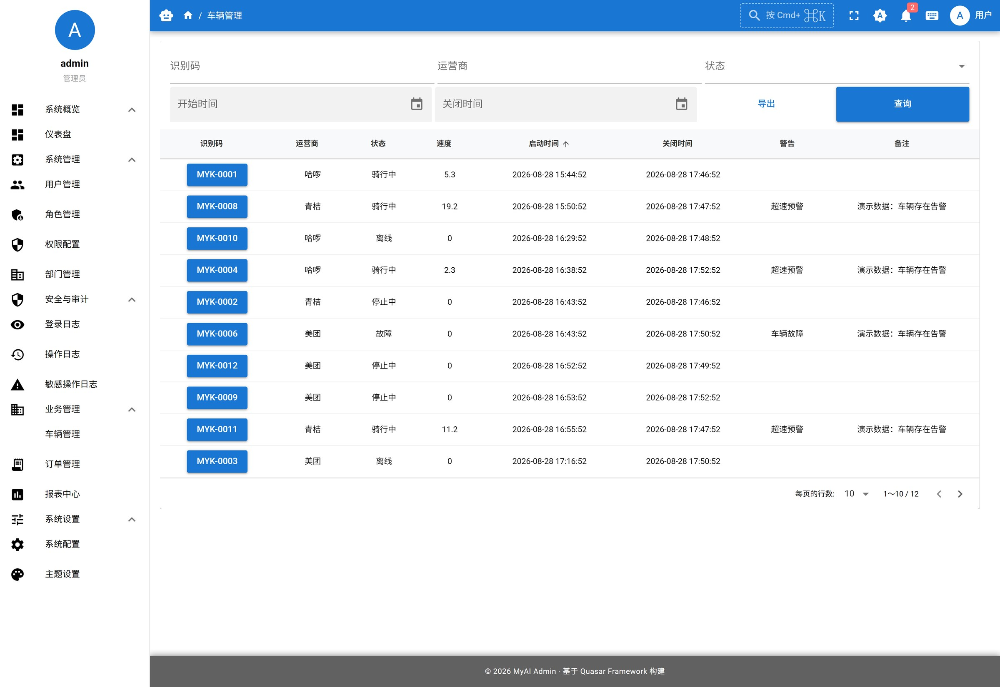 A
admin
管理员
系统概览
仪表盘
系统管理
用户管理
角色管理
权限配置
部门管理
安全与审计
登录日志
操作日志
敏感操作日志
业务管理
车辆管理
订单管理
报表中心
系统设置
系统配置
主题设置
/ 车辆管理
按 Cmd+ ⌘K
A
2
A 用户
识别码 运营商 状态
开始时间 关闭时间 导出 查询
识别码 运营商 状态 速度 启动时间 关闭时间 警告 备注
MYK-0001 哈啰 骑行中 5.3 2026-08-28 15:44:52 2026-08-28 17:46:52
MYK-0008 青桔 骑行中 19.2 2026-08-28 15:50:52 2026-08-28 17:47:52 超速预警 演示数据：车辆存在告警
MYK-0010 哈啰 离线 0 2026-08-28 16:29:52 2026-08-28 17:48:52
MYK-0004 哈啰 骑行中 2.3 2026-08-28 16:38:52 2026-08-28 17:52:52 超速预警 演示数据：车辆存在告警
MYK-0002 青桔 停止中 0 2026-08-28 16:43:52 2026-08-28 17:46:52
MYK-0006 美团 故障 0 2026-08-28 16:43:52 2026-08-28 17:50:52 车辆故障 演示数据：车辆存在告警
MYK-0012 美团 停止中 0 2026-08-28 16:52:52 2026-08-28 17:49:52
MYK-0009 美团 停止中 0 2026-08-28 16:53:52 2026-08-28 17:52:52
MYK-0011 青桔 骑行中 11.2 2026-08-28 16:55:52 2026-08-28 17:47:52 超速预警 演示数据：车辆存在告警
MYK-0003 美团 离线 0 2026-08-28 17:16:52 2026-08-28 17:50:52
每页的行数: 10 1～10 / 12
© 2026 MyAI Admin · 基于 Quasar Framework 构建